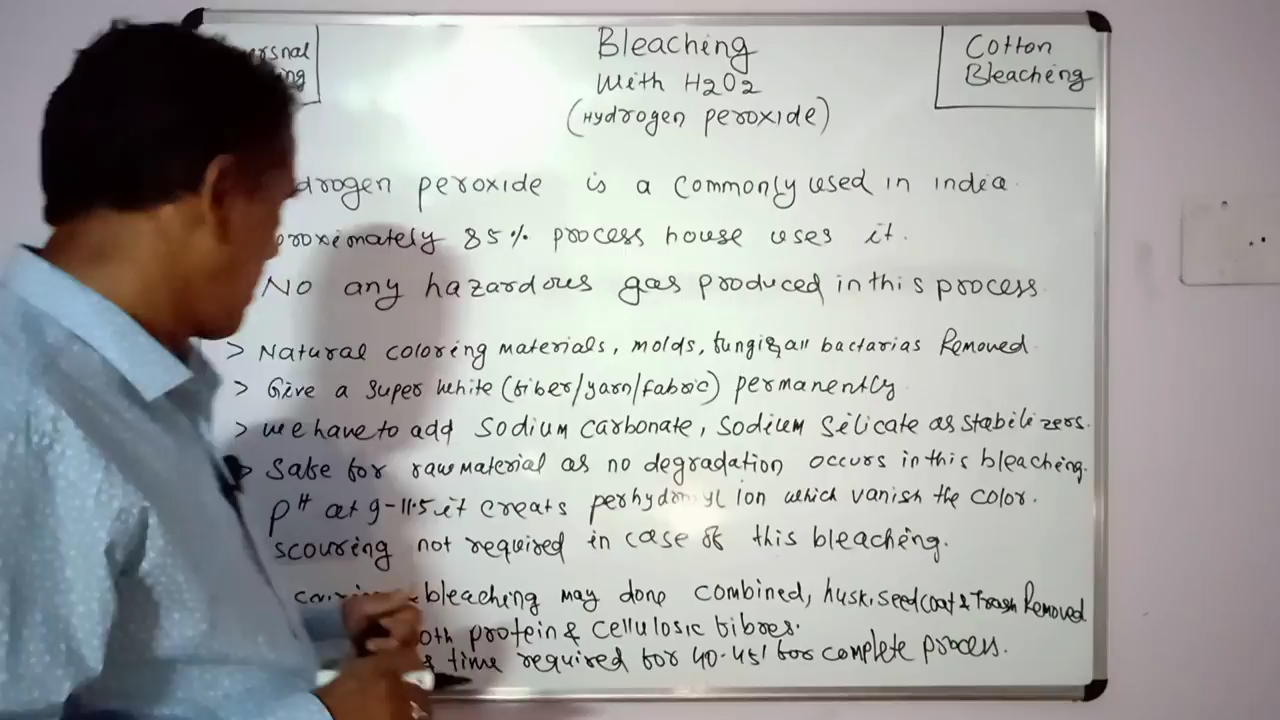 Bleaching
With H2O2
(Hydrogen peroxide)
Cotton
Bleaching
drogen peroxide is a commonly used in india.
roximately 85% process house uses it.
No any hazardous gas produced in this process
> Natural coloring materials, molds, fungi & all bactarias Removed
> Give a super white (fiber/yarn/fabric) permanently
> we have to add Sodium carbonate, Sodium Silicate as stabilizers.
> Safe for raw material as no degradation occurs in this bleaching.
pH at 9-11.5 it creats perhydroxyl ion which vanish the color.
scouring not required in case of this bleaching.
bleaching may done combined, husk, seed coat & Trash Removed
oth protein & cellulosic fibres.
time required for 40-45' for complete process.